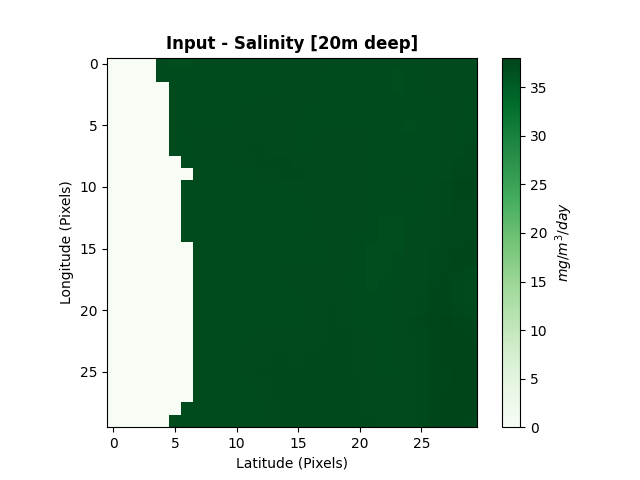 Input - Salinity [20m deep]
0
5
10
15
20
25
Longitude (Pixels)
0 5 10 15 20 25
Latitude (Pixels)
35
30
25
20
15
10
5
0
mg/m³/day